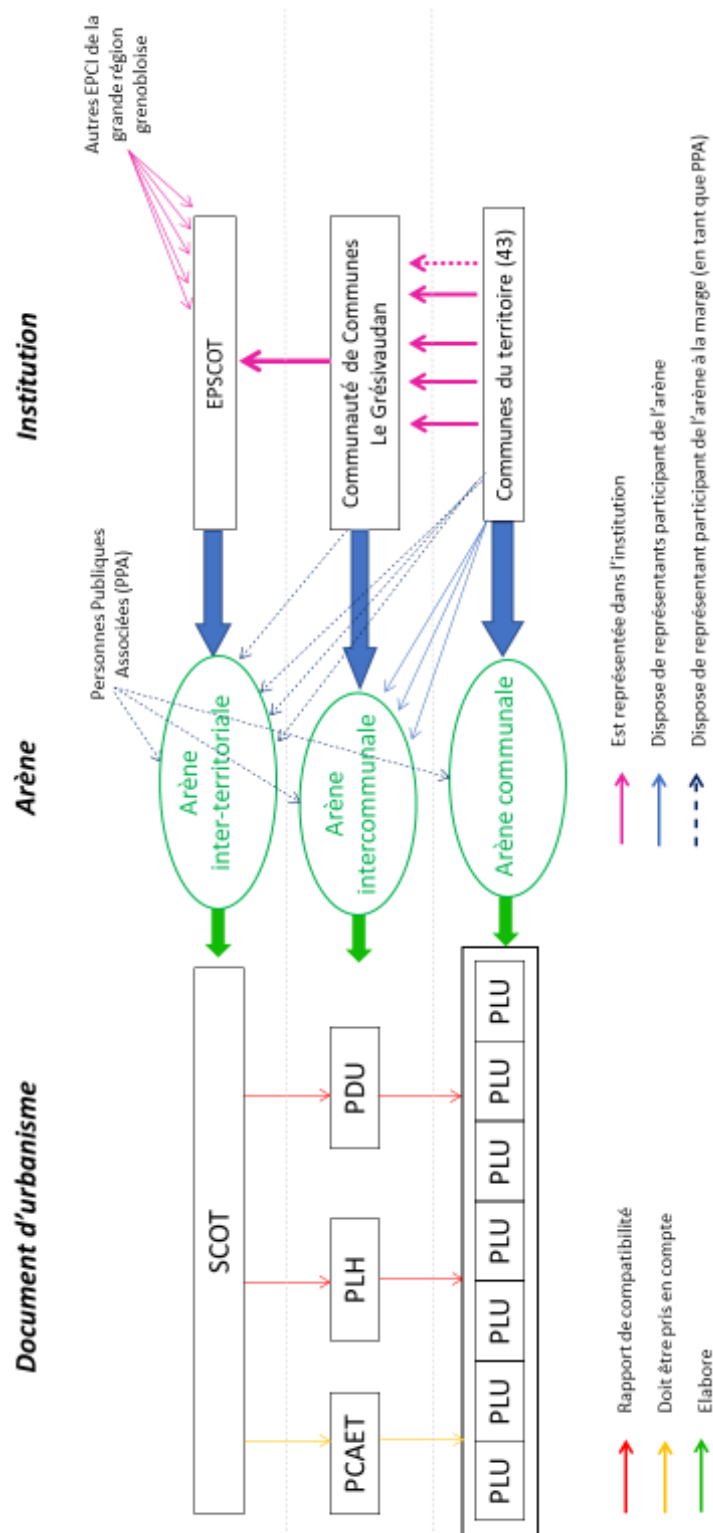 Document d'urbanisme
Arène
Institution
Personnes Publiques
Associées (PPA)
Autres EPCI de la
grande région
grenobloise
SCOT
Arène
inter-territoriale
EPSCOT
PCAET
PLH
PDU
Arène
intercommunale
Communauté de Communes
Le Grésivaudan
PLU
PLU
PLU
PLU
PLU
PLU
PLU
Arène communale
Communes du territoire (43)
Rapport de compatibilité
Doit être pris en compte
Elabore
Est représentée dans l'institution
Dispose de représentants participant de l'arène
Dispose de représentant participant de l'arène à la marge (en tant que PPA)